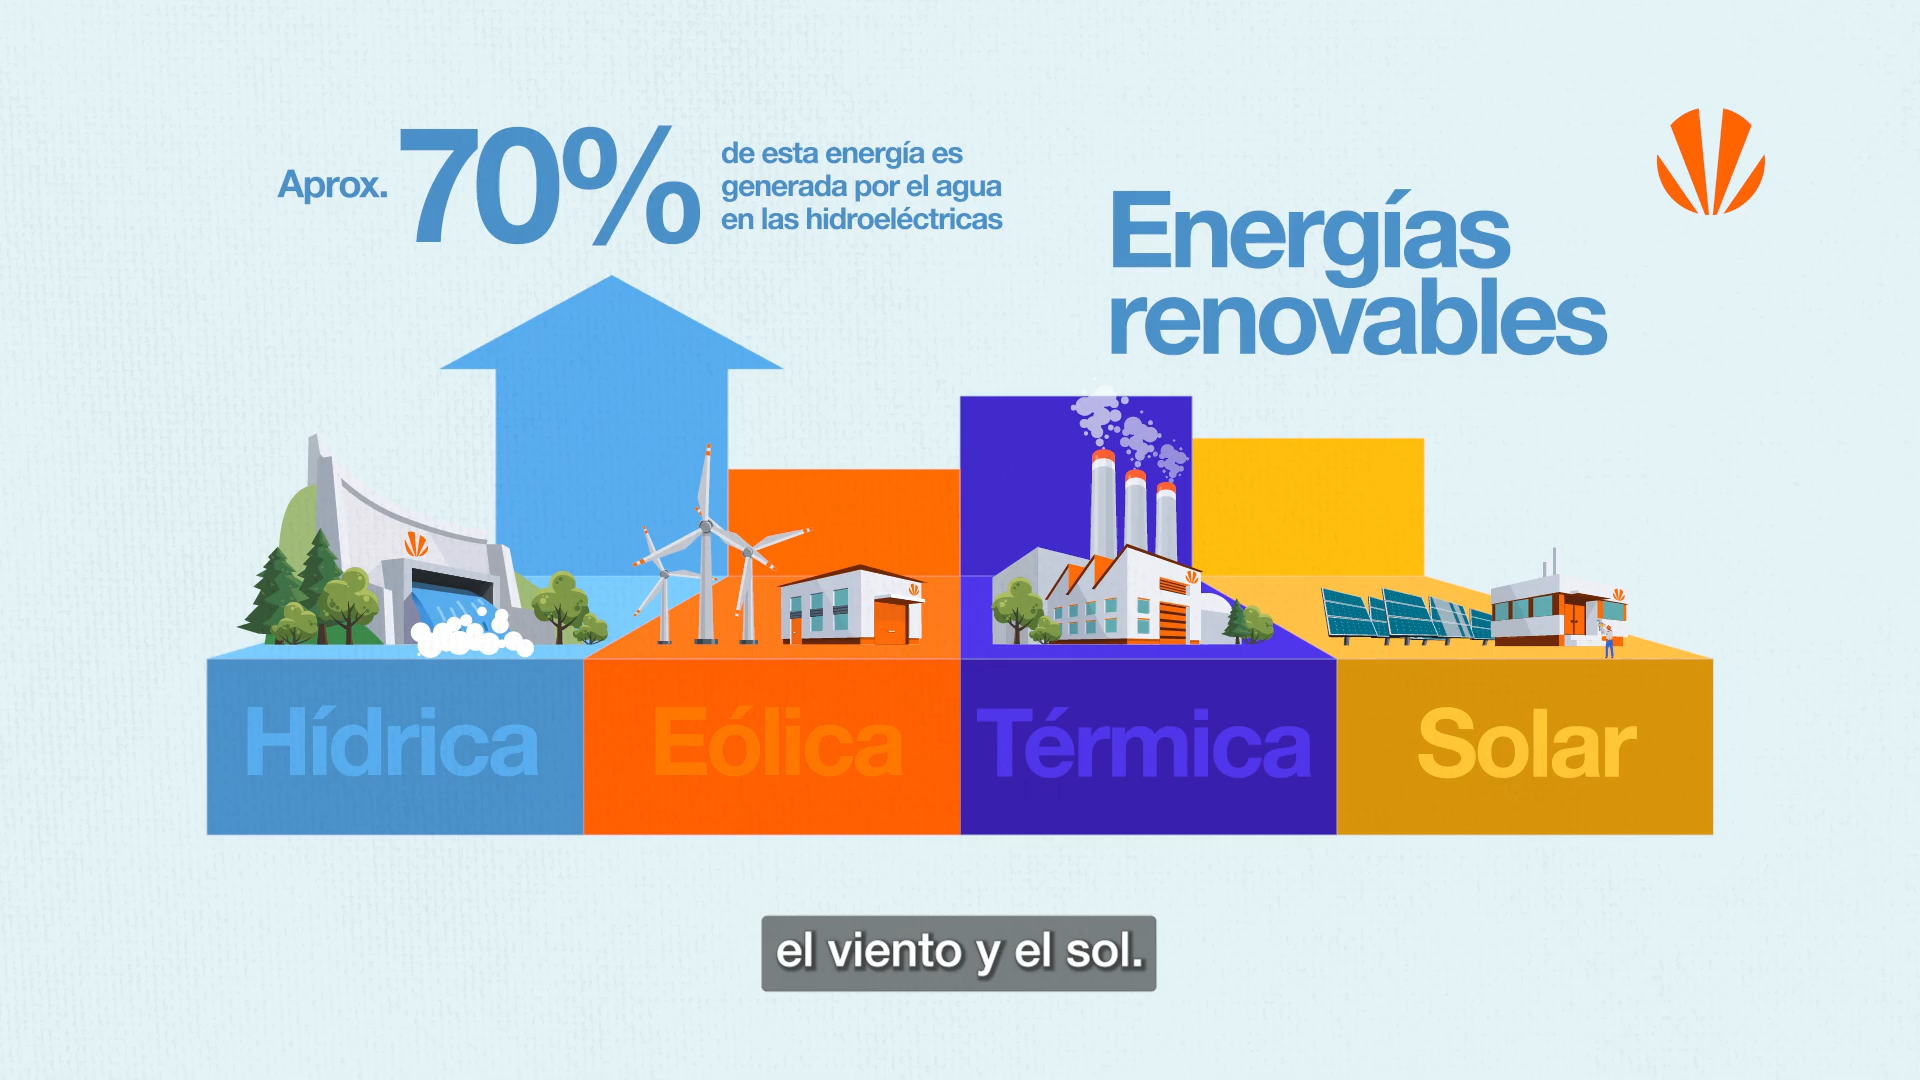 Aprox.
70%
de esta energía es
generada por el agua
en las hidroeléctricas
Energías
renovables
Hídrica
Eólica
Térmica
Solar
el viento y el sol.